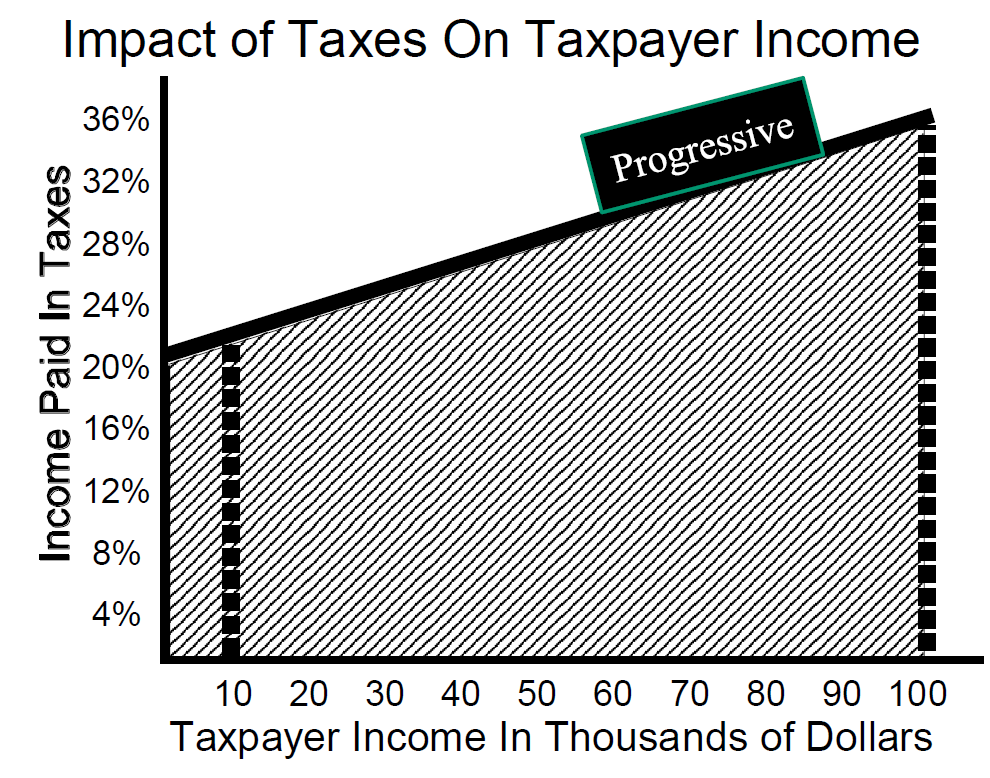 Impact of Taxes On Taxpayer Income
Progressive
Income Paid In Taxes
36%
32%
28%
24%
20%
16%
12%
8%
4%
10 20 30 40 50 60 70 80 90 100
Taxpayer Income In Thousands of Dollars